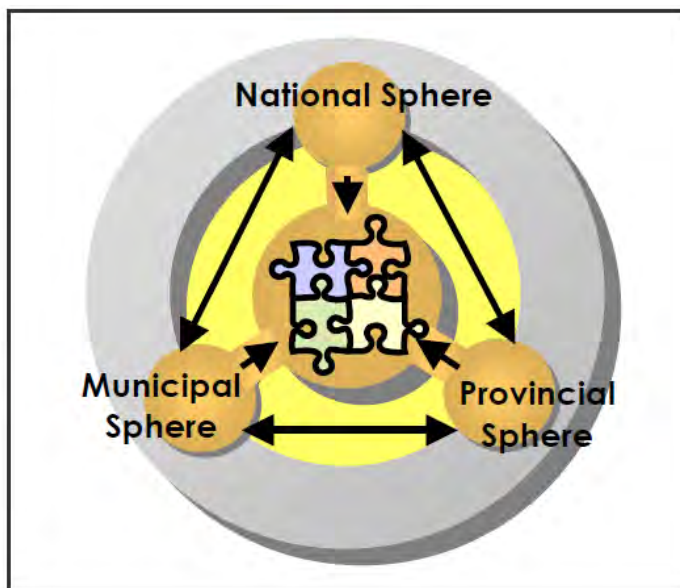 National Sphere
Municipal
Sphere
Provincial
Sphere